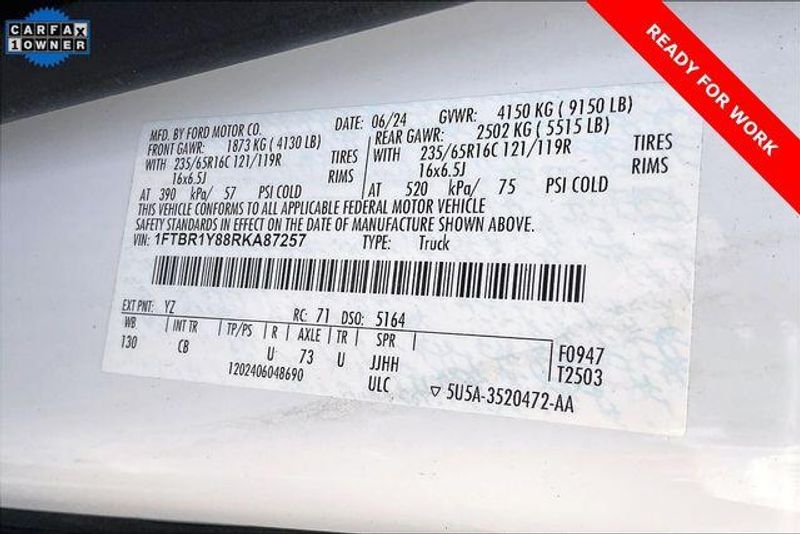 CARFAX
1 OWNER
READY FOR WORK
MFD. BY FORD MOTOR CO. DATE: 06/24 GVWR: 4150 KG ( 9150 LB)
FRONT GAWR: 1873 KG ( 4130 LB) REAR GAWR: 2502 KG ( 5515 LB)
WITH 235/65R16C 121/119R TIRES WITH 235/65R16C 121/119R TIRES
16x6.5J RIMS 16x6.5J RIMS
AT 390 kPa/ 57 PSI COLD AT 520 kPa/ 75 PSI COLD
THIS VEHICLE CONFORMS TO ALL APPLICABLE FEDERAL MOTOR VEHICLE
SAFETY STANDARDS IN EFFECT ON THE DATE OF MANUFACTURE SHOWN ABOVE.
VIN: 1FTBR1Y88RKA87257 TYPE: Truck
EXT PNT: YZ RC: 71 DSO: 5164
WB INT TR TP/PS R AXLE TR SPR
130 CB U 73 U JJHH F0947
1202406048690 ULC T2503
▽ 5U5A-3520472-AA